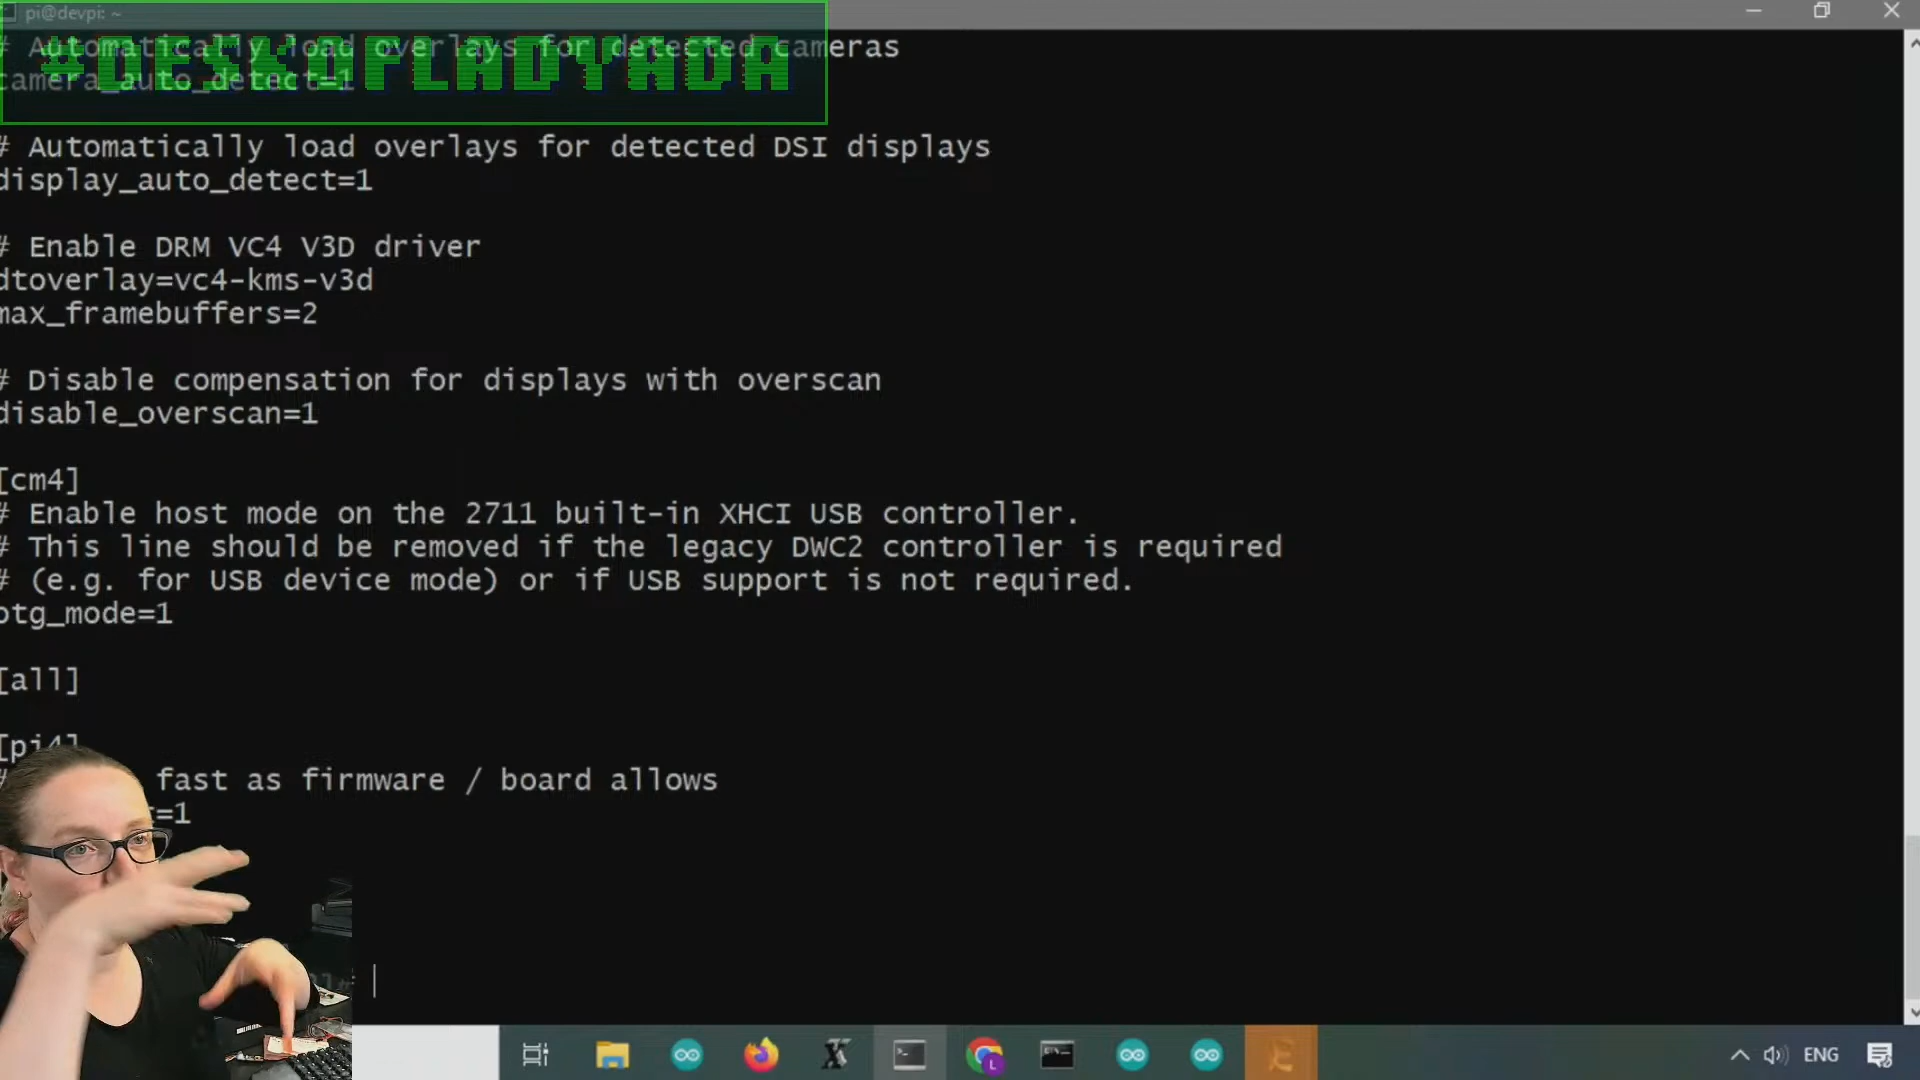 pi@devpi: ~
#DESKOFLADYADA
# Automatically load overlays for detected cameras
camera_auto_detect=1
# Automatically load overlays for detected DSI displays
display_auto_detect=1
# Enable DRM VC4 V3D driver
dtoverlay=vc4-kms-v3d
max_framebuffers=2
# Disable compensation for displays with overscan
disable_overscan=1
[cm4]
# Enable host mode on the 2711 built-in XHCI USB controller.
# This line should be removed if the legacy DWC2 controller is required
# (e.g. for USB device mode) or if USB support is not required.
otg_mode=1
[all]
[pi4]
# fast as firmware / board allows
=1
ENG